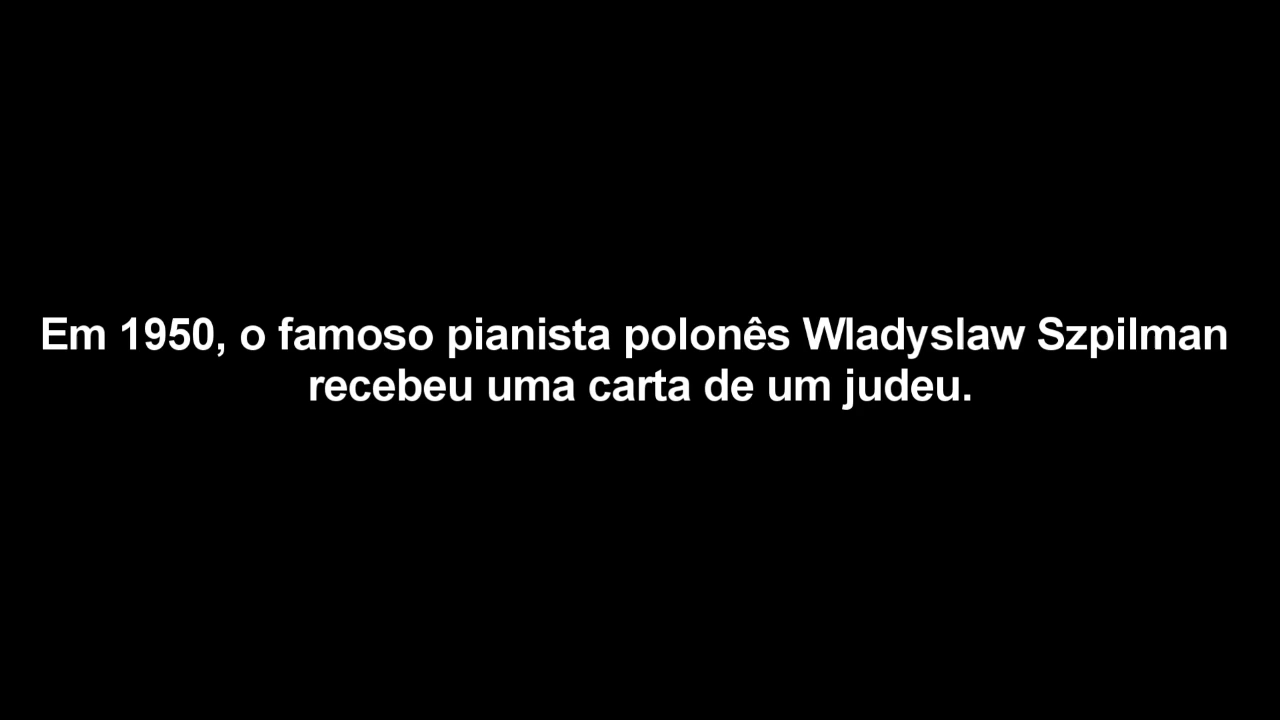 Em 1950, o famoso pianista polonês Wladyslaw Szpilman
recebeu uma carta de um judeu.